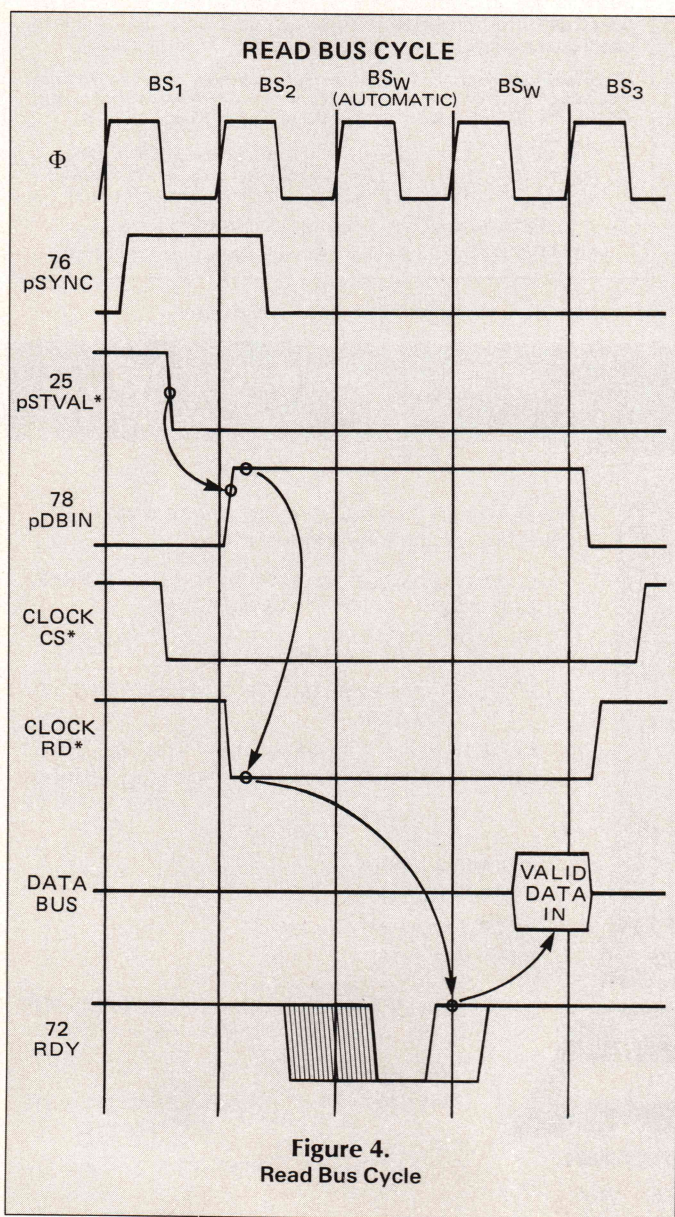 READ BUS CYCLE
BS1 BS2 BSW BSW BS3
(AUTOMATIC)
Φ
76
pSYNC
25
pSTVAL*
78
pDBIN
CLOCK
CS*
CLOCK
RD*
DATA
BUS
VALID
DATA
IN
72
RDY
Figure 4.
Read Bus Cycle